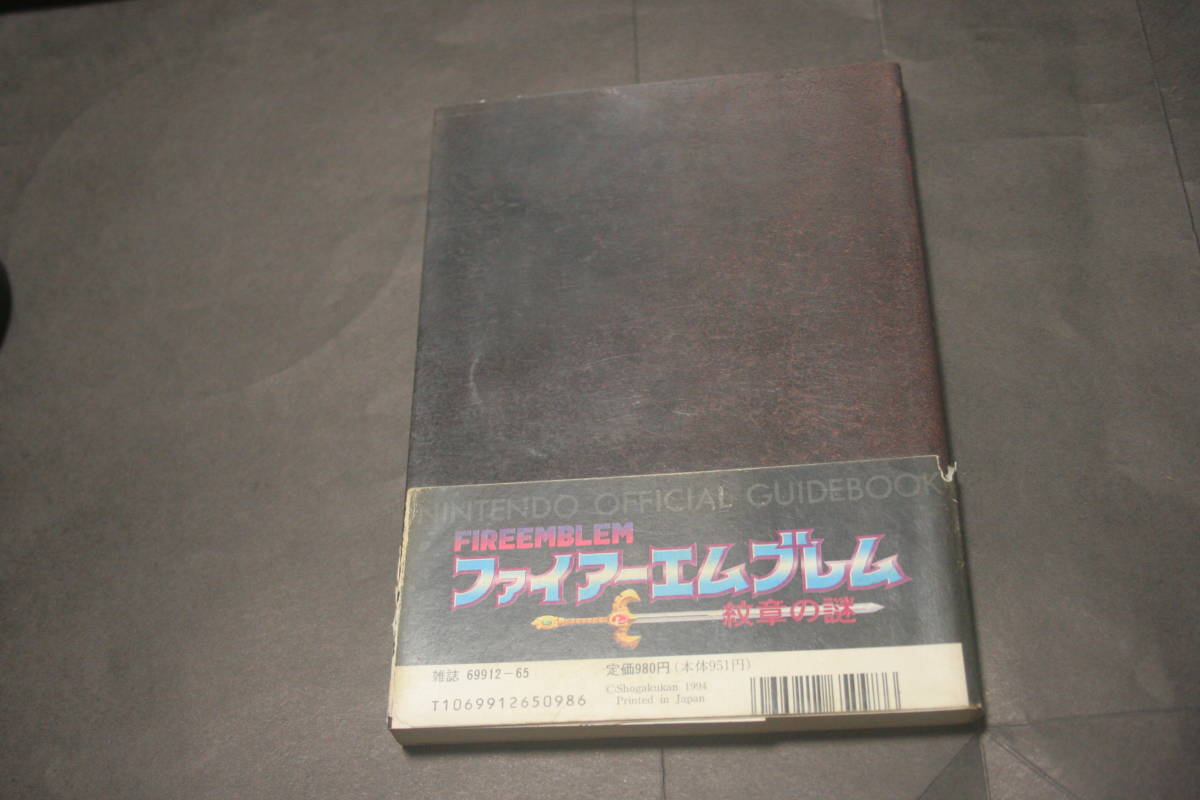 NINTENDO OFFICIAL GUIDEBOOK
FIREEMBLEM
ファイアーエムブレム
紋章の謎
雑誌 69912-65
定価980円(本体951円)
©Shogakukan 1994
Printed in Japan
T1069912650986